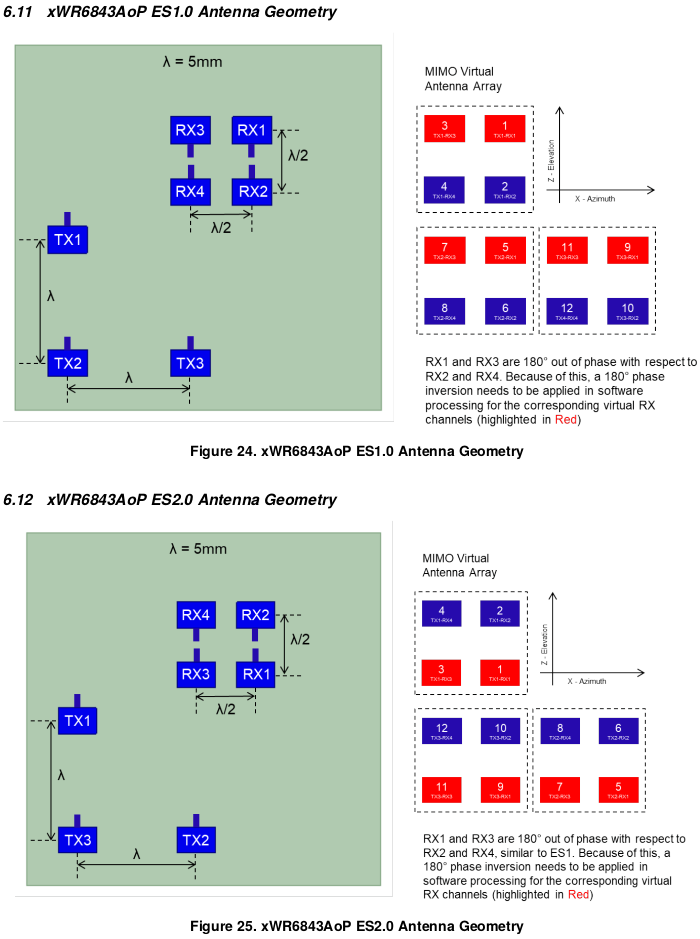 6.11 xWR6843AoP ES1.0 Antenna Geometry
λ = 5mm
RX3 RX1
λ/2
RX4 RX2
λ/2
TX1
λ
TX2 TX3
λ
MIMO Virtual
Antenna Array
3 1
TX1-RX3 TX1-RX1
4 2
TX1-RX4 TX1-RX2
Z - Elevation
X - Azimuth
7 5 11 9
TX2-RX3 TX2-RX1 TX3-RX3 TX3-RX1
8 6 12 10
TX2-RX4 TX2-RX2 TX4-RX4 TX3-RX2
RX1 and RX3 are 180° out of phase with respect to
RX2 and RX4. Because of this, a 180° phase
inversion needs to be applied in software
processing for the corresponding virtual RX
channels (highlighted in Red)
Figure 24. xWR6843AoP ES1.0 Antenna Geometry
6.12 xWR6843AoP ES2.0 Antenna Geometry
λ = 5mm
RX4 RX2
λ/2
RX3 RX1
λ/2
TX1
λ
TX3 TX2
λ
MIMO Virtual
Antenna Array
4 2
TX1-RX4 TX1-RX2
3 1
TX1-RX3 TX1-RX1
Z - Elevation
X - Azimuth
12 10 8 6
TX3-RX4 TX3-RX2 TX2-RX4 TX2-RX2
11 9 7 5
TX3-RX3 TX3-RX1 TX2-RX3 TX2-RX1
RX1 and RX3 are 180° out of phase with respect to
RX2 and RX4, similar to ES1. Because of this, a
180° phase inversion needs to be applied in
software processing for the corresponding virtual
RX channels (highlighted in Red)
Figure 25. xWR6843AoP ES2.0 Antenna Geometry